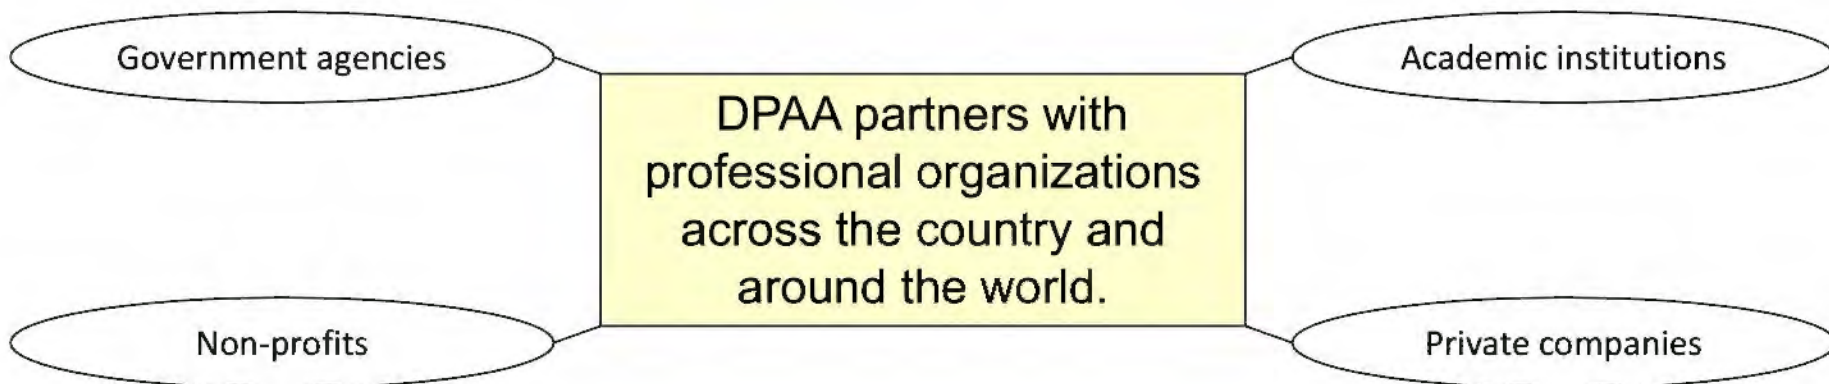 Government agencies
Academic institutions
DPAA partners with
professional organizations
across the country and
around the world.
Non-profits
Private companies